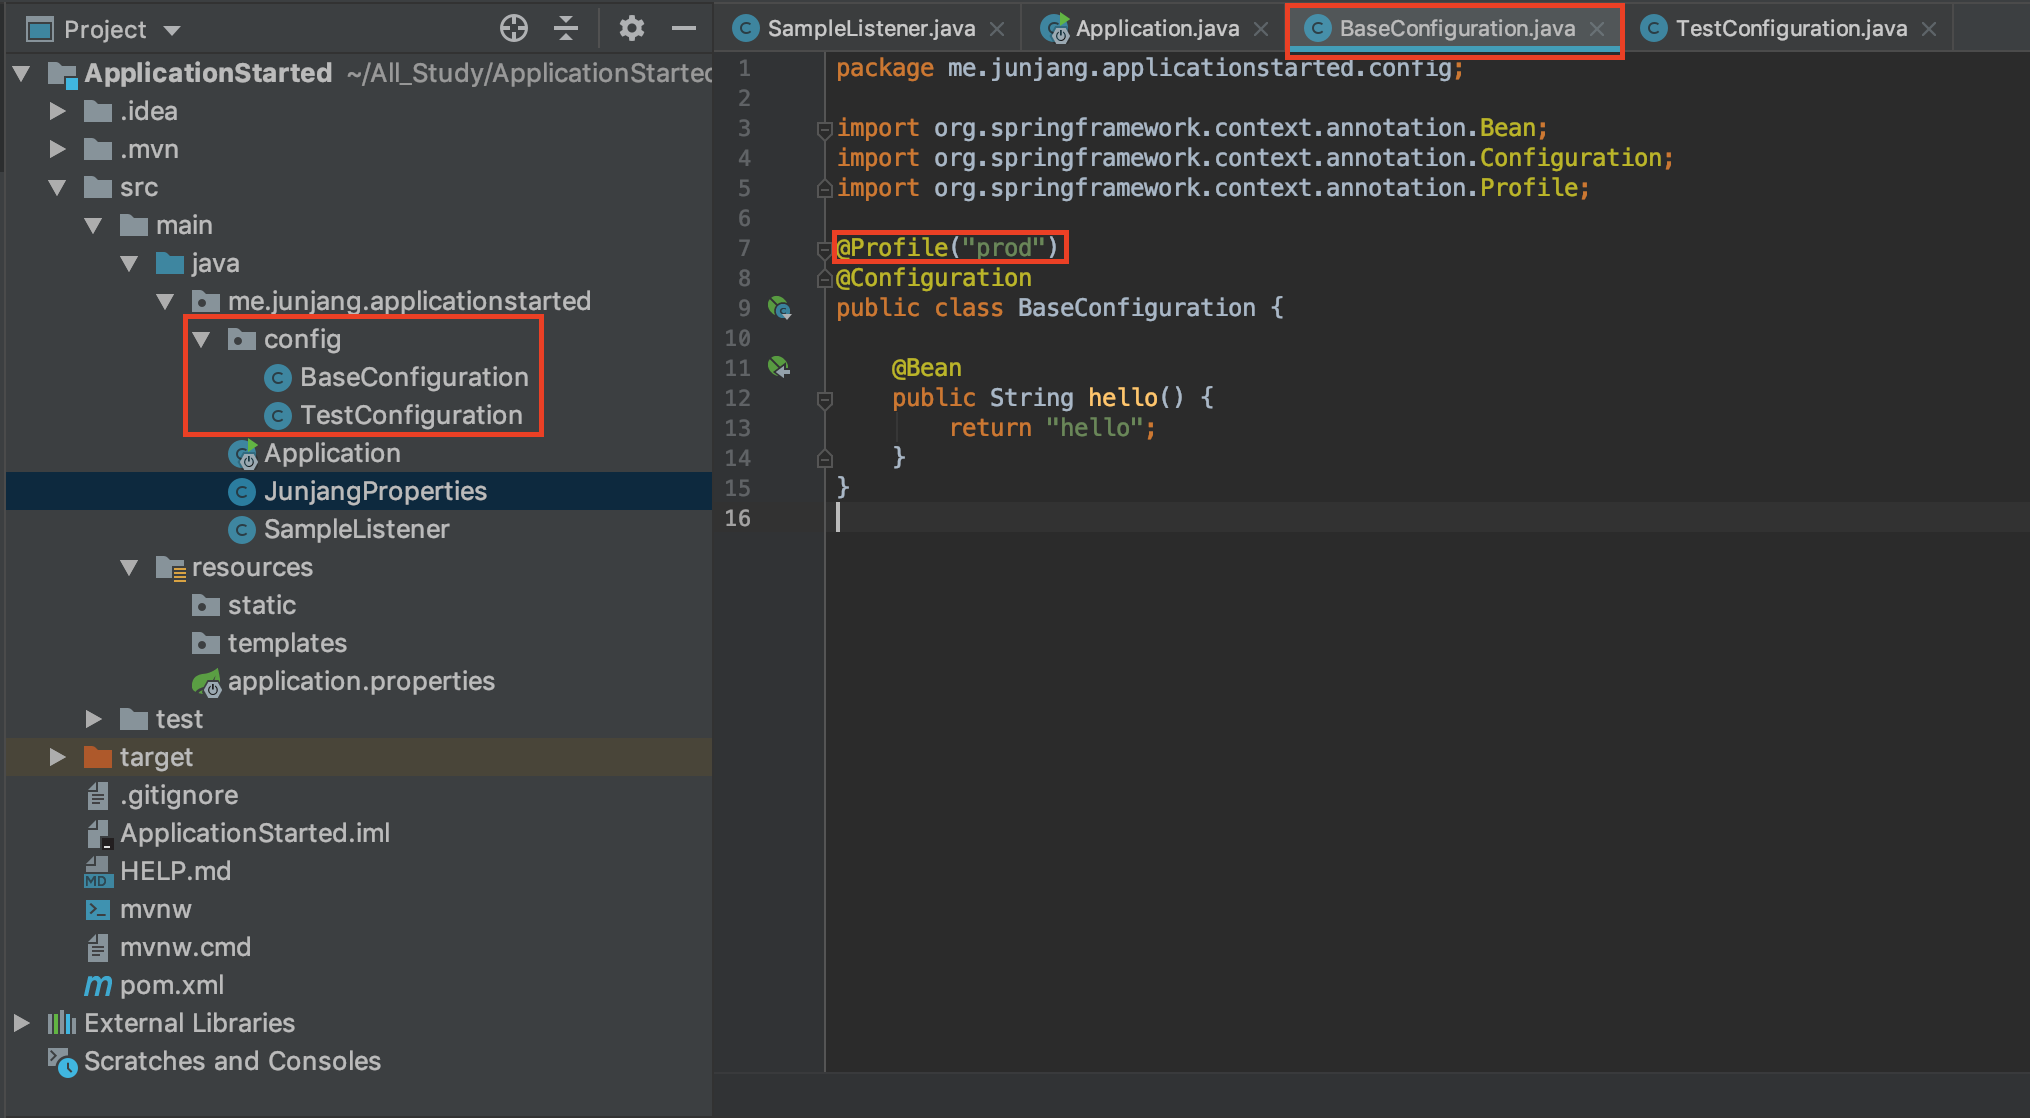 Project
ApplicationStarted ~/All_Study/ApplicationStarted
.idea
.mvn
src
main
java
me.junjang.applicationstarted
config
BaseConfiguration
TestConfiguration
Application
JunjangProperties
SampleListener
resources
static
templates
application.properties
test
target
.gitignore
ApplicationStarted.iml
HELP.md
mvnw
mvnw.cmd
pom.xml
External Libraries
Scratches and Consoles
SampleListener.java Application.java BaseConfiguration.java TestConfiguration.java
1 package me.junjang.applicationstarted.config;
2
3 import org.springframework.context.annotation.Bean;
4 import org.springframework.context.annotation.Configuration;
5 import org.springframework.context.annotation.Profile;
6
7 @Profile("prod")
8 @Configuration
9 public class BaseConfiguration {
10
11 @Bean
12 public String hello() {
13 return "hello";
14 }
15 }
16